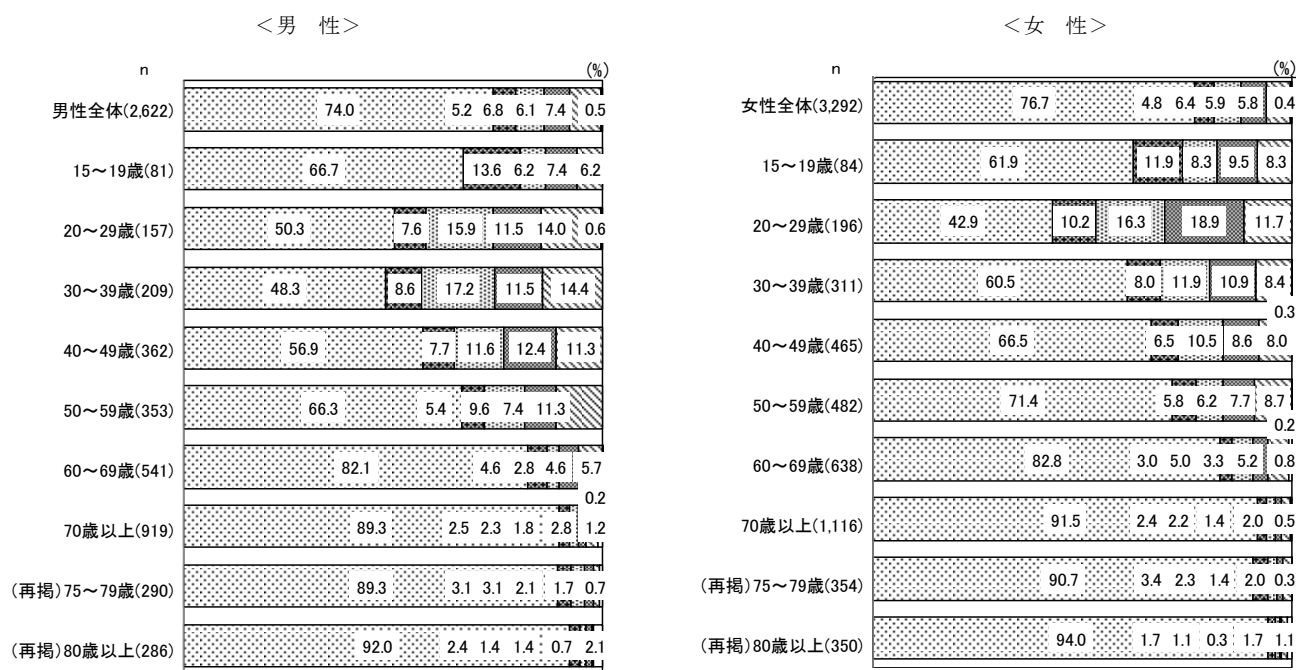 ＜男 性＞
n (%)
男性全体(2,622) 74.0 5.2 6.8 6.1 7.4 0.5
15～19歳(81) 66.7 13.6 6.2 7.4 6.2
20～29歳(157) 50.3 7.6 15.9 11.5 14.0 0.6
30～39歳(209) 48.3 8.6 17.2 11.5 14.4
40～49歳(362) 56.9 7.7 11.6 12.4 11.3
50～59歳(353) 66.3 5.4 9.6 7.4 11.3
60～69歳(541) 82.1 4.6 2.8 4.6 5.7
0.2
70歳以上(919) 89.3 2.5 2.3 1.8 2.8 1.2
(再掲)75～79歳(290) 89.3 3.1 3.1 2.1 1.7 0.7
(再掲)80歳以上(286) 92.0 2.4 1.4 1.4 0.7 2.1
＜女 性＞
n (%)
女性全体(3,292) 76.7 4.8 6.4 5.9 5.8 0.4
15～19歳(84) 61.9 11.9 8.3 9.5 8.3
20～29歳(196) 42.9 10.2 16.3 18.9 11.7
30～39歳(311) 60.5 8.0 11.9 10.9 8.4
0.3
40～49歳(465) 66.5 6.5 10.5 8.6 8.0
50～59歳(482) 71.4 5.8 6.2 7.7 8.7
0.2
60～69歳(638) 82.8 3.0 5.0 3.3 5.2 0.8
70歳以上(1,116) 91.5 2.4 2.2 1.4 2.0 0.5
(再掲)75～79歳(354) 90.7 3.4 2.3 1.4 2.0 0.3
(再掲)80歳以上(350) 94.0 1.7 1.1 0.3 1.7 1.1